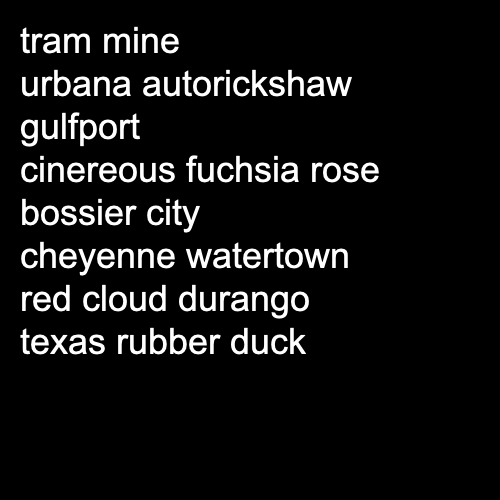 tram mine
urbana autorickshaw
gulfport
cinereous fuchsia rose
bossier city
cheyenne watertown
red cloud durango
texas rubber duck